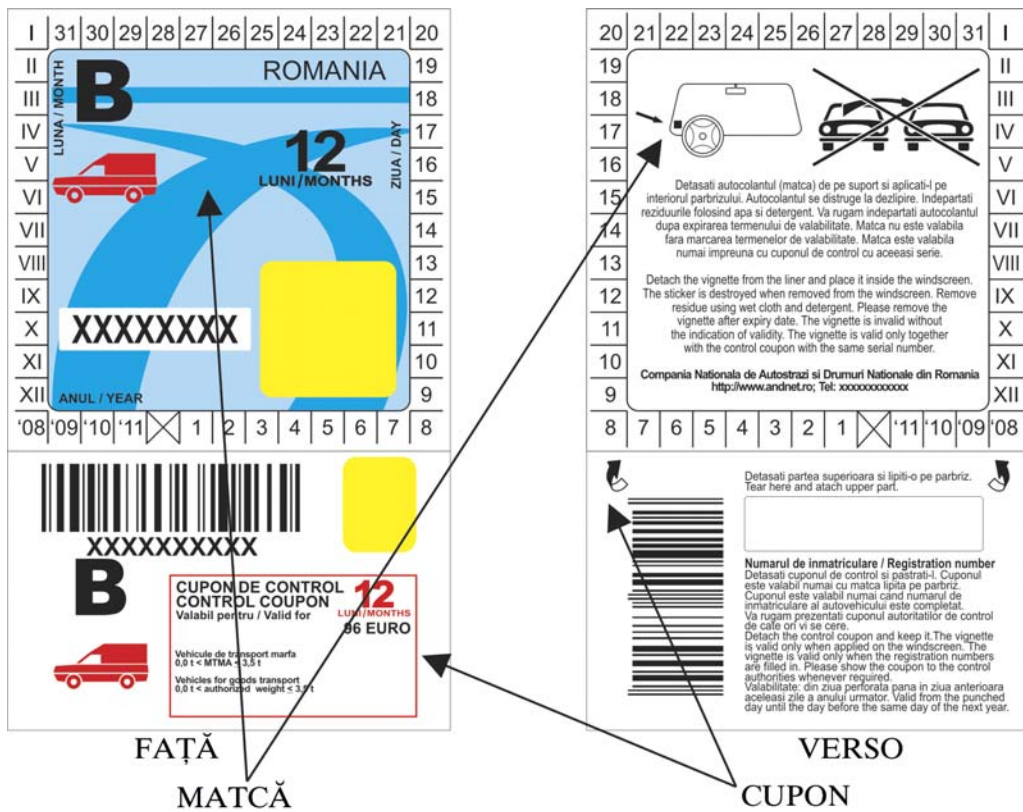 I 31 30 29 28 27 26 25 24 23 22 21 20
II
III
IV
V
VI
VII
VIII
IX
X
XI
XII
LUNA / MONTH
B
ROMANIA
12
LUNI/MONTHS
ZIUA / DAY
XXXXXXXX
ANUL / YEAR
19
18
17
16
15
14
13
12
11
10
9
'08 '09 '10 '11 1 2 3 4 5 6 7 8
XXXXXXXXXX
B
CUPON DE CONTROL
CONTROL COUPON
Valabil pentru / Valid for
12
LUNI/MONTHS
96 EURO
Vehicule de transport marfa
0,0 t < MTMA ≤ 3,5 t
Vehicles for goods transport
0,0 t < authorized weight ≤ 3,5 t
FAȚĂ
MATCĂ
20 21 22 23 24 25 26 27 28 29 30 31 I
19
18
17
16
15
14
13
12
11
10
9
Detasati autocolantul (matca) de pe suport si aplicati-l pe
interiorul parbrizului. Autocolantul se distruge la dezlipire. Indepartati
reziduurile folosind apa si detergent. Va rugam indepartati autocolantul
dupa expirarea termenului de valabilitate. Matca nu este valabila
fara marcarea termenelor de valabilitate. Matca este valabila
numai impreuna cu cuponul de control cu aceeasi serie.
Detach the vignette from the liner and place it inside the windscreen.
The sticker is destroyed when removed from the windscreen. Remove
residue using wet cloth and detergent. Please remove the
vignette after expiry date. The vignette is invalid without
the indication of validity. The vignette is valid only together
with the control coupon with the same serial number.
Compania Nationala de Autostrazi si Drumuri Nationale din Romania
http://www.andnet.ro; Tel: xxxxxxxxxxxx
II
III
IV
V
VI
VII
VIII
IX
X
XI
XII
8 7 6 5 4 3 2 1 '11 '10 '09 '08
Detasati partea superioara si lipiti-o pe parbriz.
Tear here and atach upper part.
Numarul de inmatriculare / Registration number
Detasati cuponul de control si pastrati-l. Cuponul
este valabil numai cu matca lipita pe parbriz.
Cuponul este valabil numai cand numarul de
inmatriculare al autovehicului este completat.
Va rugam prezentati cuponul autoritatilor de control
de cate ori vi se cere.
Detach the control coupon and keep it.The vignette
is valid only when applied on the windscreen. The
vignette is valid only when the registration numbers
are filled in. Please show the coupon to the control
authorities whenever required.
Valabilitate: din ziua perforata pana in ziua anterioara
aceleasi zile a anului urmator. Valid from the punched
day until the day before the same day of the next year.
VERSO
CUPON